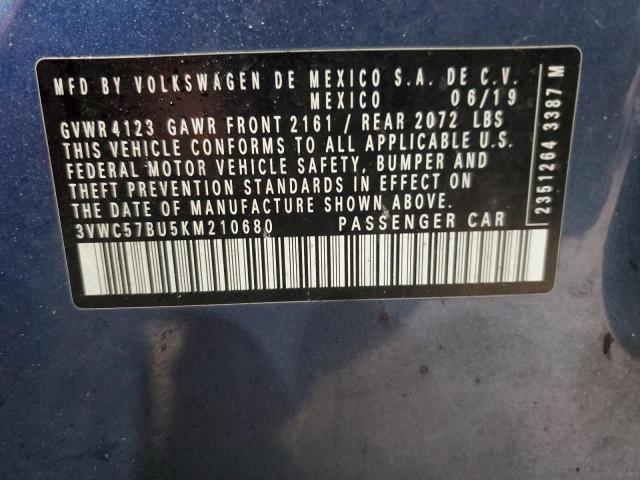 MFD BY VOLKSWAGEN DE MEXICO S.A. DE C.V.
MEXICO 06/19
GVWR 4123 GAWR FRONT 2161 / REAR 2072 LBS
THIS VEHICLE CONFORMS TO ALL APPLICABLE U.S.
FEDERAL MOTOR VEHICLE SAFETY, BUMPER AND
THEFT PREVENTION STANDARDS IN EFFECT ON
THE DATE OF MANUFACTURE SHOWN ABOVE.
3VWC57BU5KM210680 PASSENGER CAR
2351264 3387 M